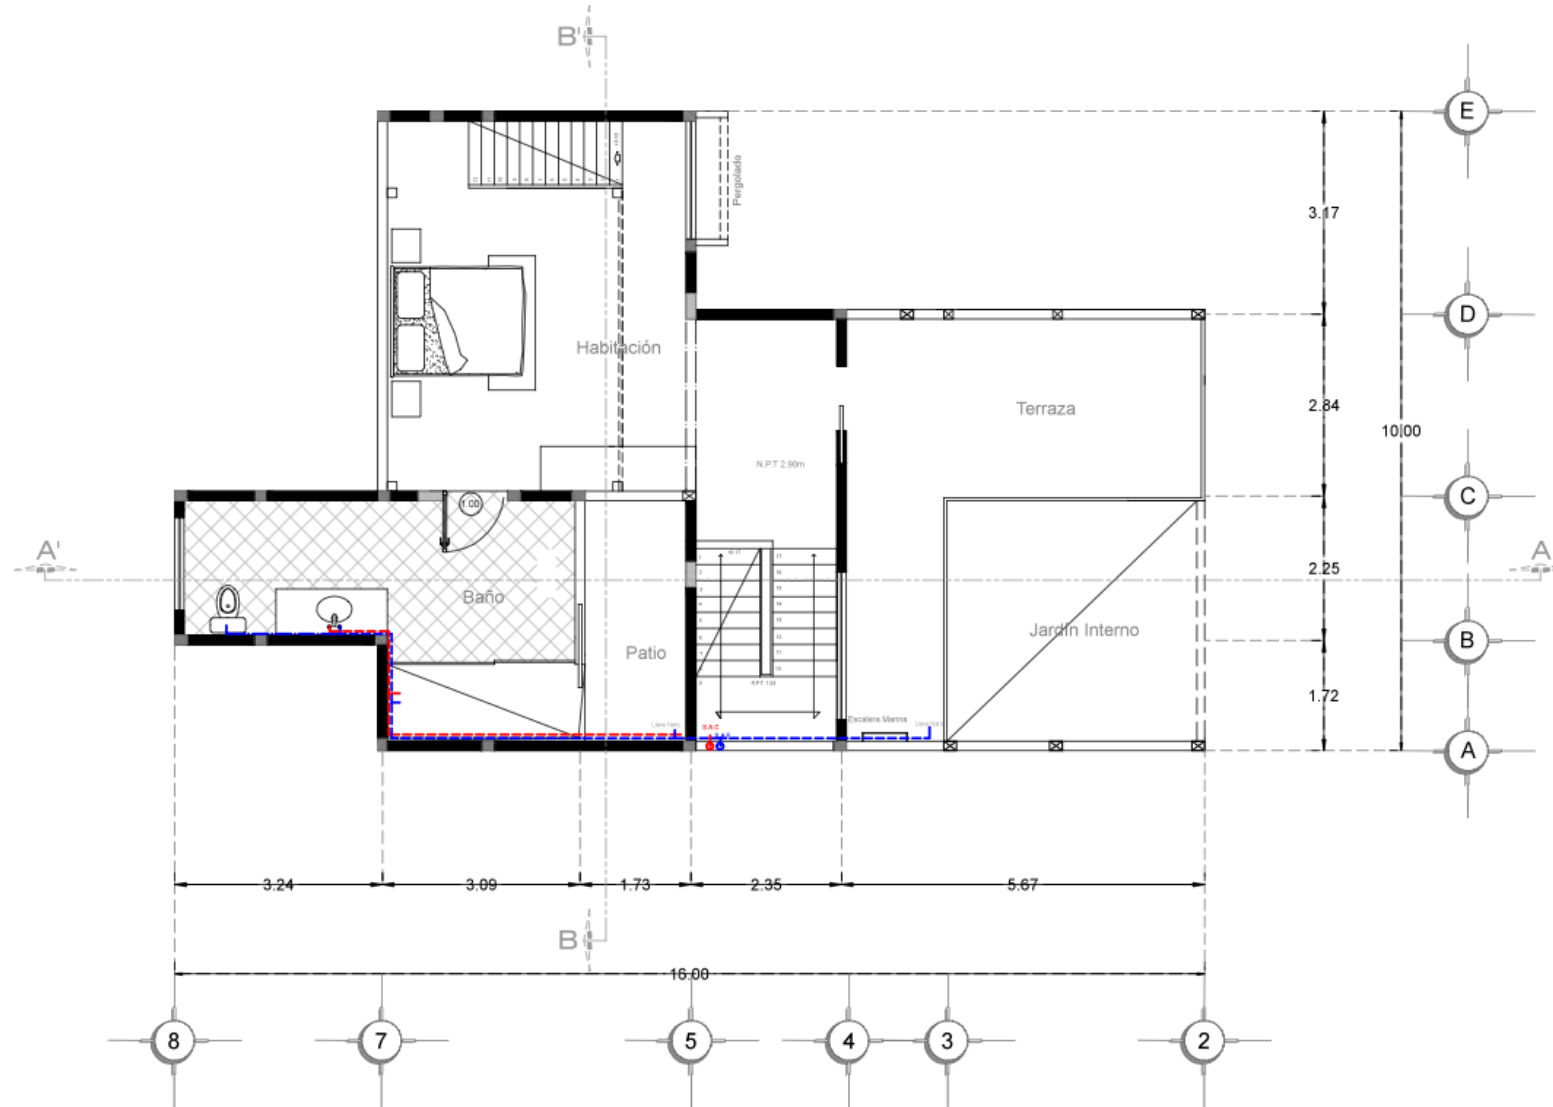 B'
E
Pergolado
3.17
D
Habitación
Terraza
2.84
10.00
N.P.T 2.90m
C
1.00
A'
A
2.25
Baño
Jardín Interno
B
Patio
1.72
Escalera Marina
S.A.C
A
3.24
3.09
1.73
2.35
5.67
B
16.00
8
7
5
4
3
2